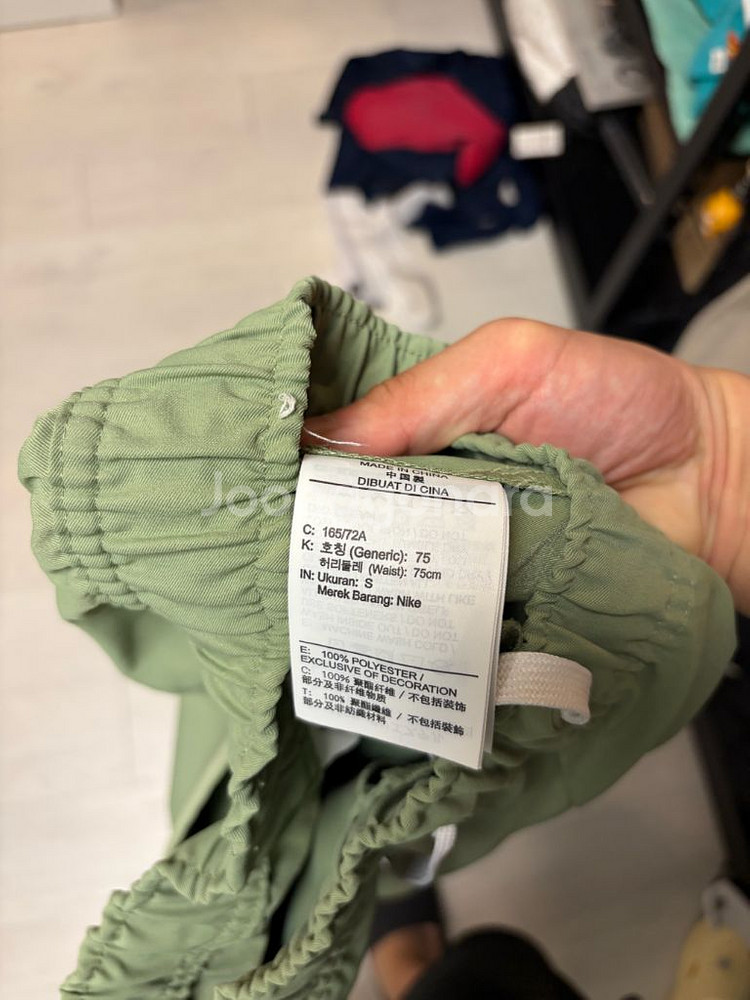 MADE IN CHINA
中国製
DIBUAT DI CINA
C: 165/72A
K: 호칭 (Generic): 75
허리둘레 (Waist): 75cm
IN: Ukuran: S
Merek Barang: Nike
E: 100% POLYESTER /
EXCLUSIVE OF DECORATION
C: 100% 聚酯纤维 / 不包括装饰
部分及非纤维物质
T: 100% 聚酯纖維 / 不包括裝飾
部分及非紡織材料